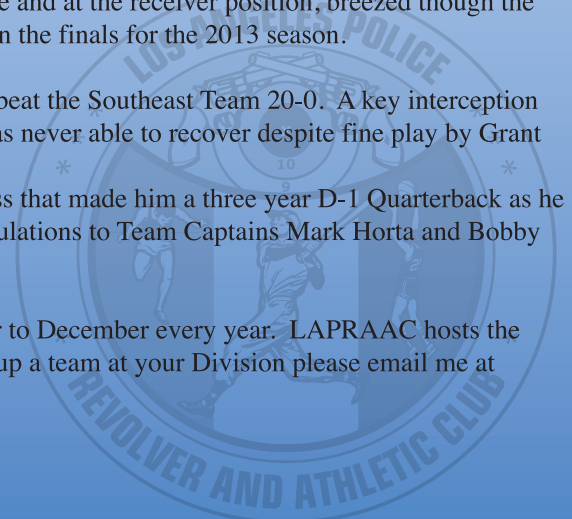 e and at the receiver position, breezed though the
n the finals for the 2013 season.
LOS ANGELES POLICE
beat the Southeast Team 20-0. A key interception
as never able to recover despite fine play by Grant
10
9
ss that made him a three year D-1 Quarterback as he
ulations to Team Captains Mark Horta and Bobby
r to December every year. LAPRAAC hosts the
up a team at your Division please email me at
REVOLVER AND ATHLETIC CLUB